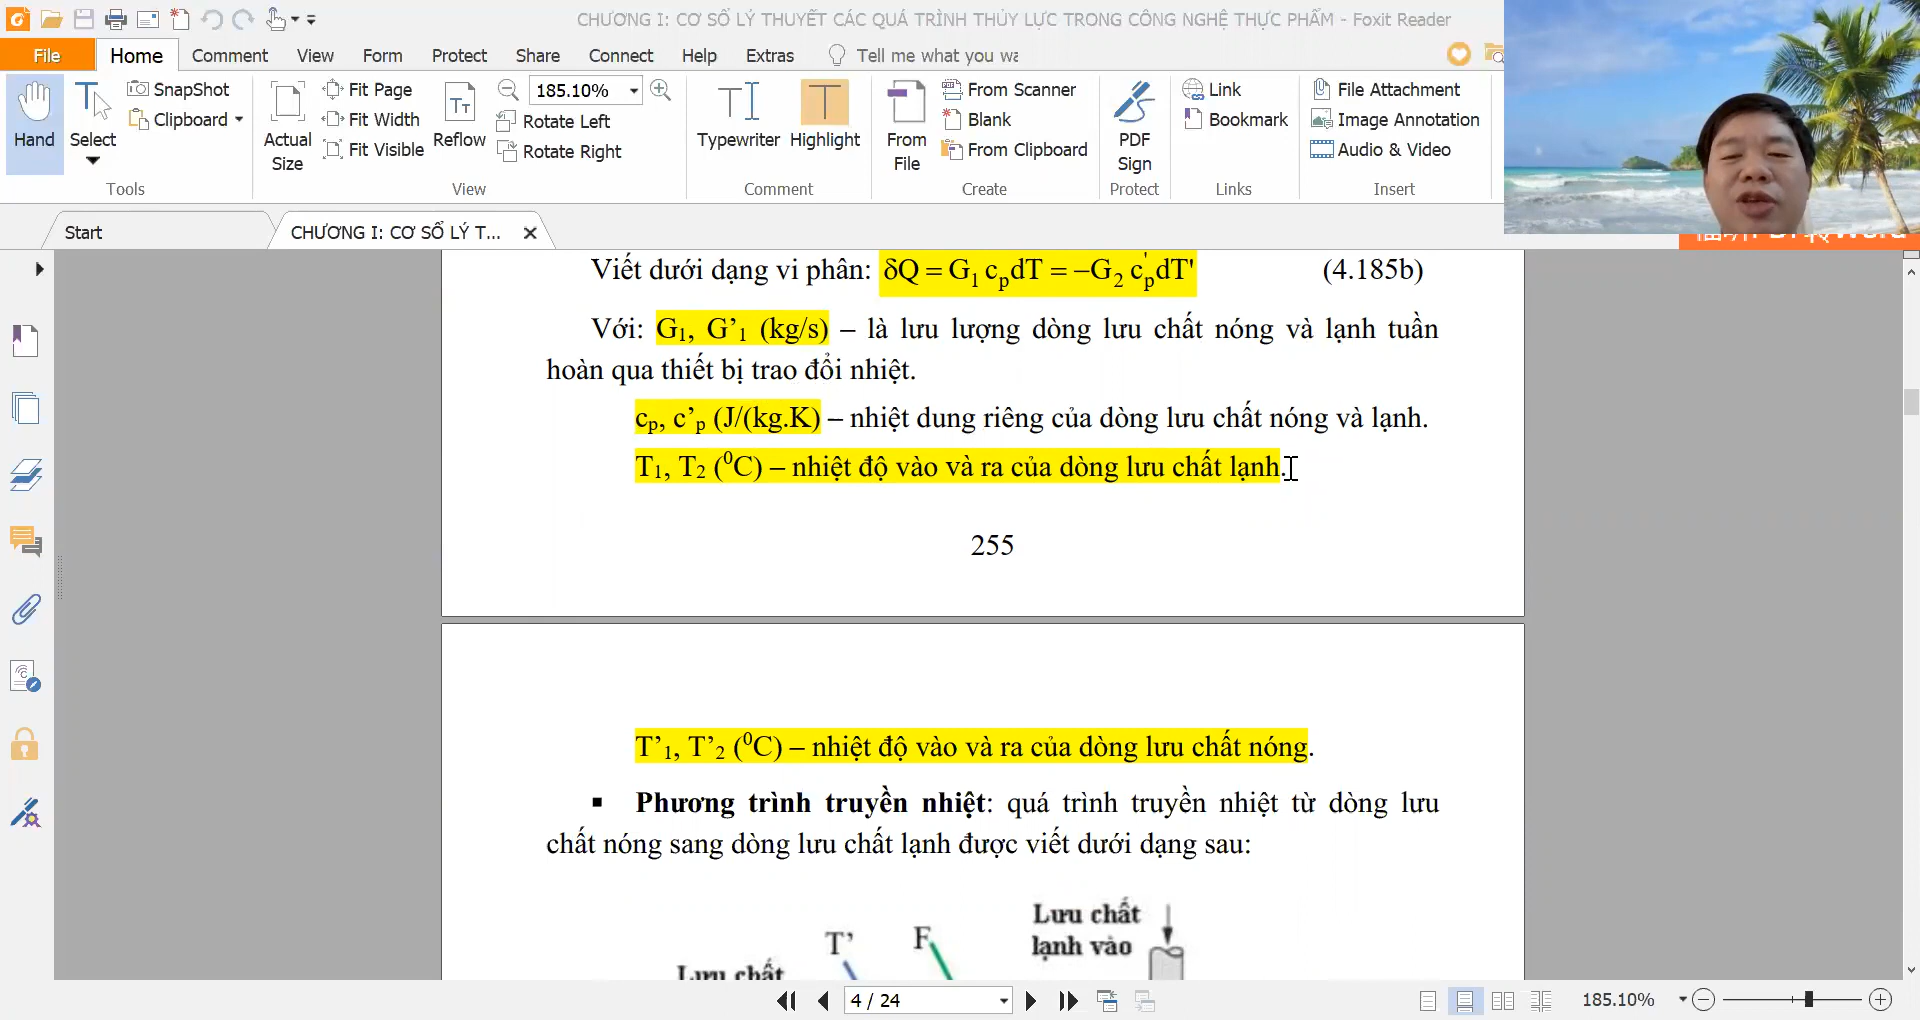 CHƯƠNG I: CƠ SỞ LÝ THUYẾT CÁC QUÁ TRÌNH THỦY LỰC TRONG CÔNG NGHỆ THỰC PHẨM - Foxit Reader
File Home Comment View Form Protect Share Connect Help Extras Tell me what you wa
Hand
Select
SnapShot
Clipboard
Tools
Actual Size
Fit Page
Fit Width
Fit Visible
Reflow
185.10%
Rotate Left
Rotate Right
View
Typewriter
Highlight
Comment
From File
From Scanner
Blank
From Clipboard
Create
PDF Sign
Protect
Link
Bookmark
Links
File Attachment
Image Annotation
Audio & Video
Insert
Start
CHƯƠNG I: CƠ SỞ LÝ T...
Viết dưới dạng vi phân: δQ = G₁ cₚdT = –G₂ c'ₚdT' (4.185b)
Với: G₁, G’₁ (kg/s) – là lưu lượng dòng lưu chất nóng và lạnh tuần
hoàn qua thiết bị trao đổi nhiệt.
cₚ, c’ₚ (J/(kg.K) – nhiệt dung riêng của dòng lưu chất nóng và lạnh.
T₁, T₂ (⁰C) – nhiệt độ vào và ra của dòng lưu chất lạnh.
255
T’₁, T’₂ (⁰C) – nhiệt độ vào và ra của dòng lưu chất nóng.
▪ Phương trình truyền nhiệt: quá trình truyền nhiệt từ dòng lưu
chất nóng sang dòng lưu chất lạnh được viết dưới dạng sau:
Lưu chất
lạnh vào
T’
F
Lưu chất
4 / 24
185.10%